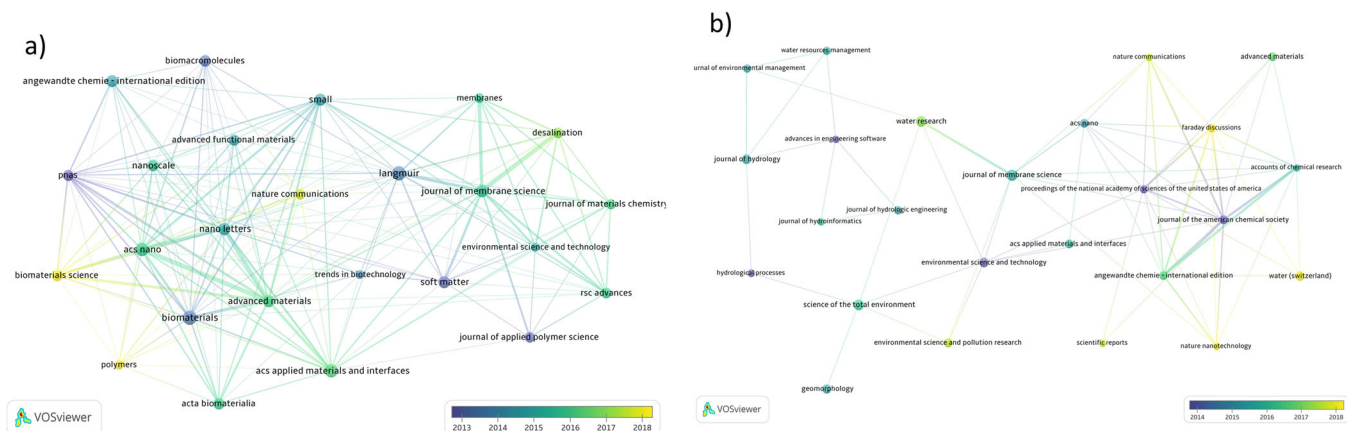 a)
biomacromolecules
angewandte chemie - international edition
small
membranes
desalination
advanced functional materials
nanoscale
pnas
langmuir
nature communications
journal of membrane science
journal of materials chemistry
nano letters
acs nano
environmental science and technology
biomaterials science
trends in biotechnology
soft matter
rsc advances
advanced materials
biomaterials
journal of applied polymer science
polymers
acs applied materials and interfaces
acta biomaterialia
VOSviewer
2013 2014 2015 2016 2017 2018
b)
water resources management
urnal of environmental management
nature communications
advanced materials
water research
acs nano
faraday discussions
advances in engineering software
journal of hydrology
accounts of chemical research
journal of membrane science
proceedings of the national academy of sciences of the united states of america
journal of hydrologic engineering
journal of hydroinformatics
journal of the american chemical society
acs applied materials and interfaces
environmental science and technology
hydrological processes
angewandte chemie - international edition
water (switzerland)
science of the total environment
environmental science and pollution research
scientific reports
nature nanotechnology
geomorphology
VOSviewer
2014 2015 2016 2017 2018